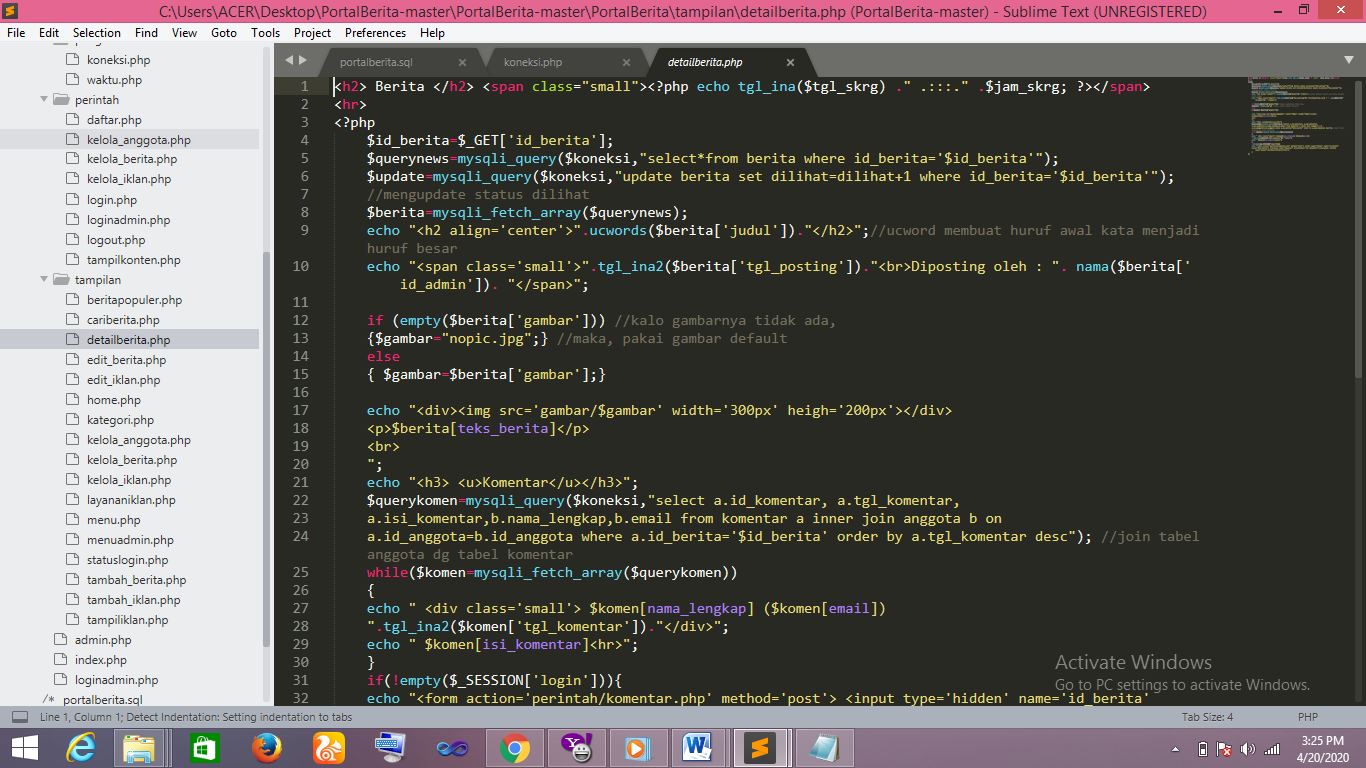 C:\Users\ACER\Desktop\PortalBerita-master\PortalBerita-master\PortalBerita\tampilan\detailberita.php (PortalBerita-master) - Sublime Text (UNREGISTERED)
File Edit Selection Find View Goto Tools Project Preferences Help
koneksi.php
waktu.php
perintah
daftar.php
kelola_anggota.php
kelola_berita.php
kelola_iklan.php
login.php
loginadmin.php
logout.php
tampilkonten.php
tampilan
beritapopuler.php
cariberita.php
detailberita.php
edit_berita.php
edit_iklan.php
home.php
kategori.php
kelola_anggota.php
kelola_berita.php
kelola_iklan.php
layananiklan.php
menu.php
menuadmin.php
statuslogin.php
tambah_berita.php
tambah_iklan.php
tampiliklan.php
admin.php
index.php
loginadmin.php
/* portalberita.sql
portalberita.sql × koneksi.php × detailberita.php ×
1 <h2> Berita </h2> <span class="small"><?php echo tgl_ina($tgl_skrg) ." .:::." .$jam_skrg; ?></span>
2 <hr>
3 <?php
4 $id_berita=$_GET['id_berita'];
5 $querynews=mysqli_query($koneksi,"select*from berita where id_berita='$id_berita'");
6 $update=mysqli_query($koneksi,"update berita set dilihat=dilihat+1 where id_berita='$id_berita'");
7 //mengupdate status dilihat
8 $berita=mysqli_fetch_array($querynews);
9 echo "<h2 align='center'>".ucwords($berita['judul'])."</h2>";//ucword membuat huruf awal kata menjadi
huruf besar
10 echo "<span class='small'>".tgl_ina2($berita['tgl_posting'])."<br>Diposting oleh : ". nama($berita['
id_admin']). "</span>";
11
12 if (empty($berita['gambar'])) //kalo gambarnya tidak ada,
13 {$gambar="nopic.jpg";} //maka, pakai gambar default
14 else
15 { $gambar=$berita['gambar'];}
16
17 echo "<div><img src='gambar/$gambar' width='300px' heigh='200px'></div>
18 <p>$berita[teks_berita]</p>
19 <br>
20 ";
21 echo "<h3> <u>Komentar</u></h3>";
22 $querykomen=mysqli_query($koneksi,"select a.id_komentar, a.tgl_komentar,
23 a.isi_komentar,b.nama_lengkap,b.email from komentar a inner join anggota b on
24 a.id_anggota=b.id_anggota where a.id_berita='$id_berita' order by a.tgl_komentar desc"); //join tabel
anggota dg tabel komentar
25 while($komen=mysqli_fetch_array($querykomen))
26 {
27 echo " <div class='small'> $komen[nama_lengkap] ($komen[email])
28 ".tgl_ina2($komen['tgl_komentar'])."</div>";
29 echo " $komen[isi_komentar]<hr>";
30 }
31 if(!empty($_SESSION['login'])){
32 echo "<form action='perintah/komentar.php' method='post'> <input type='hidden' name='id_berita'
Activate Windows
Go to PC settings to activate Windows.
Line 1, Column 1; Detect Indentation: Setting indentation to tabs Tab Size: 4 PHP
3:25 PM
4/20/2020